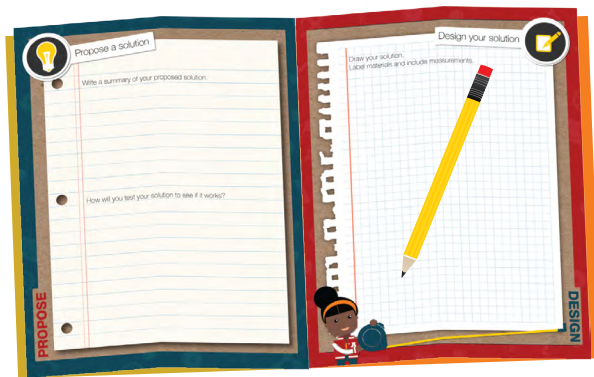 Propose a solution
Write a summary of your proposed solution.
How will you test your solution to see if it works?
PROPOSE
Design your solution
Draw your solution.
Label materials and include measurements.
DESIGN